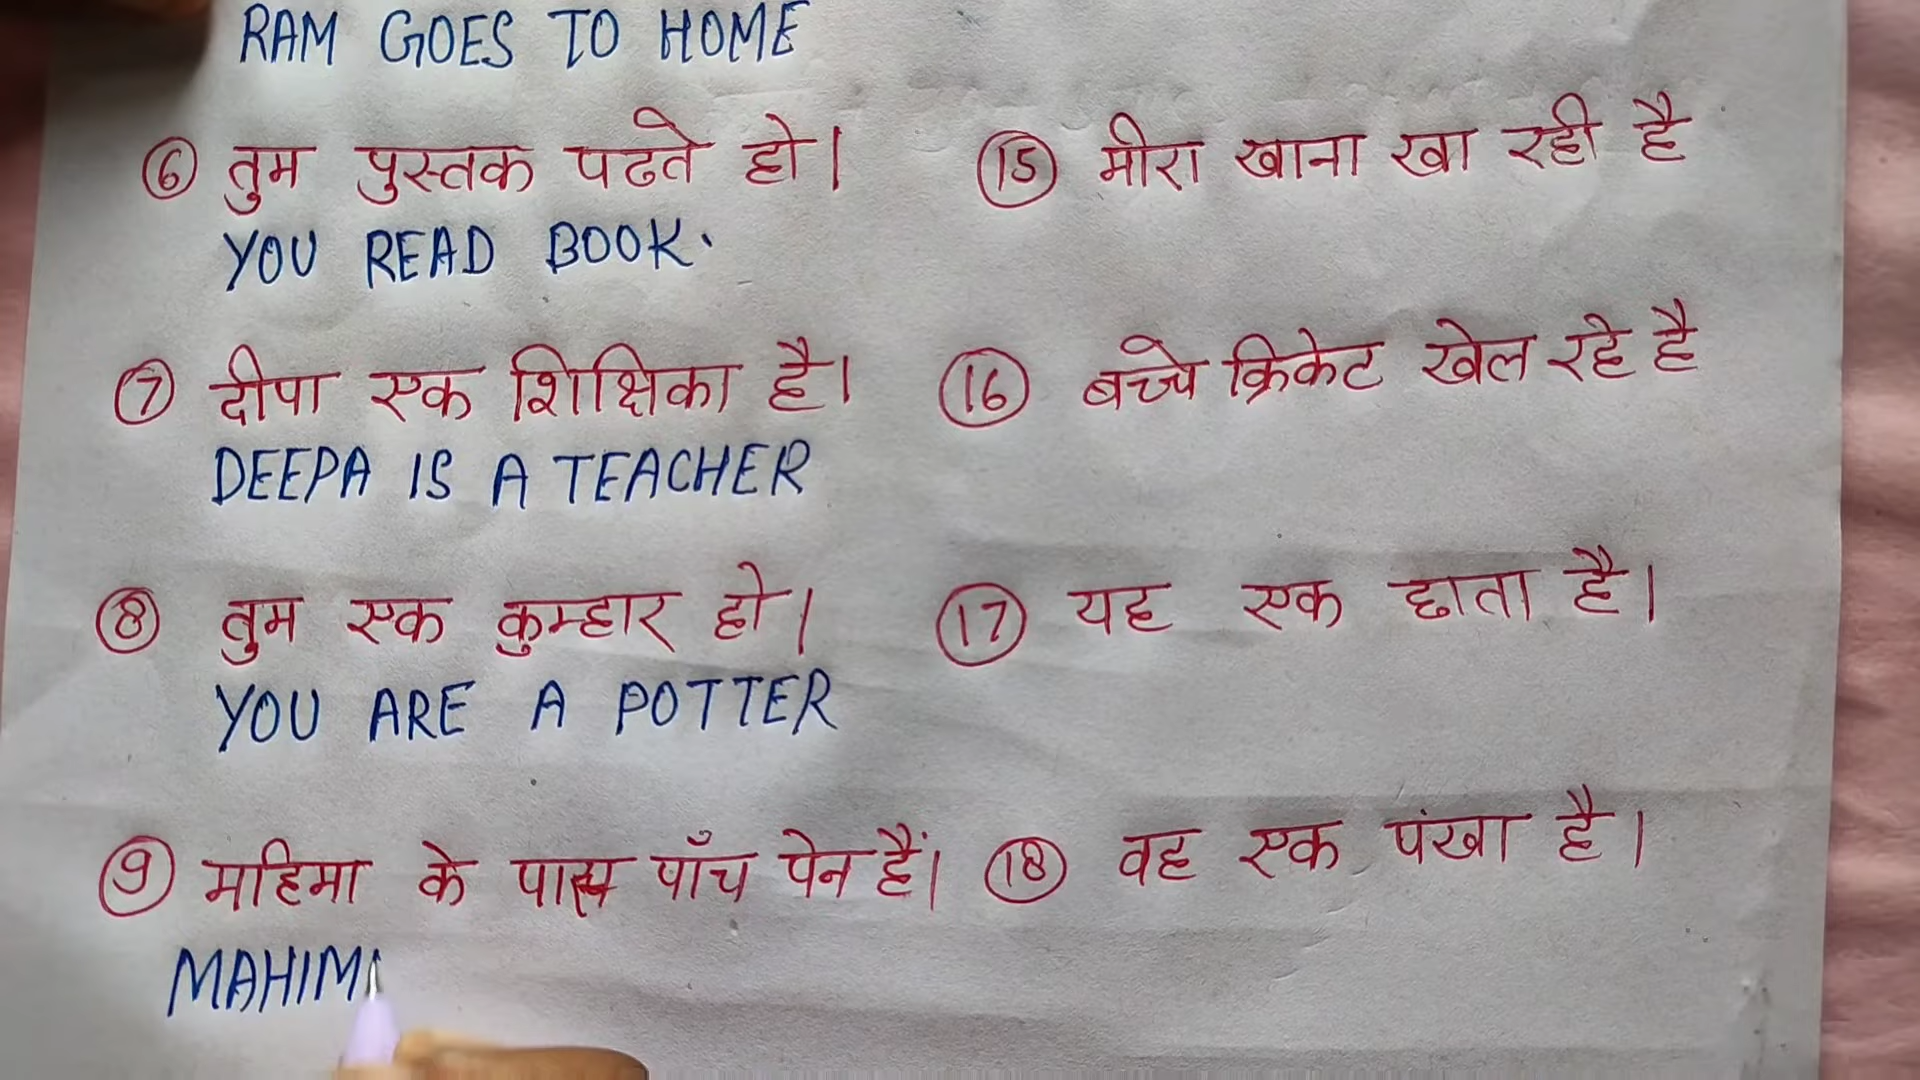 RAM GOES TO HOME
⑥ तुम पुस्तक पढते हो।
YOU READ BOOK.
⑦ दीपा एक शिक्षिका है।
DEEPA IS A TEACHER
⑧ तुम एक कुम्हार हो।
YOU ARE A POTTER
⑨ महिमा के पास पाँच पेन हैं।
MAHIMA
⑮ मीरा खाना खा रही है
⑯ बच्चे क्रिकेट खेल रहे है
⑰ यह एक छाता है।
⑱ वह एक पंखा है।